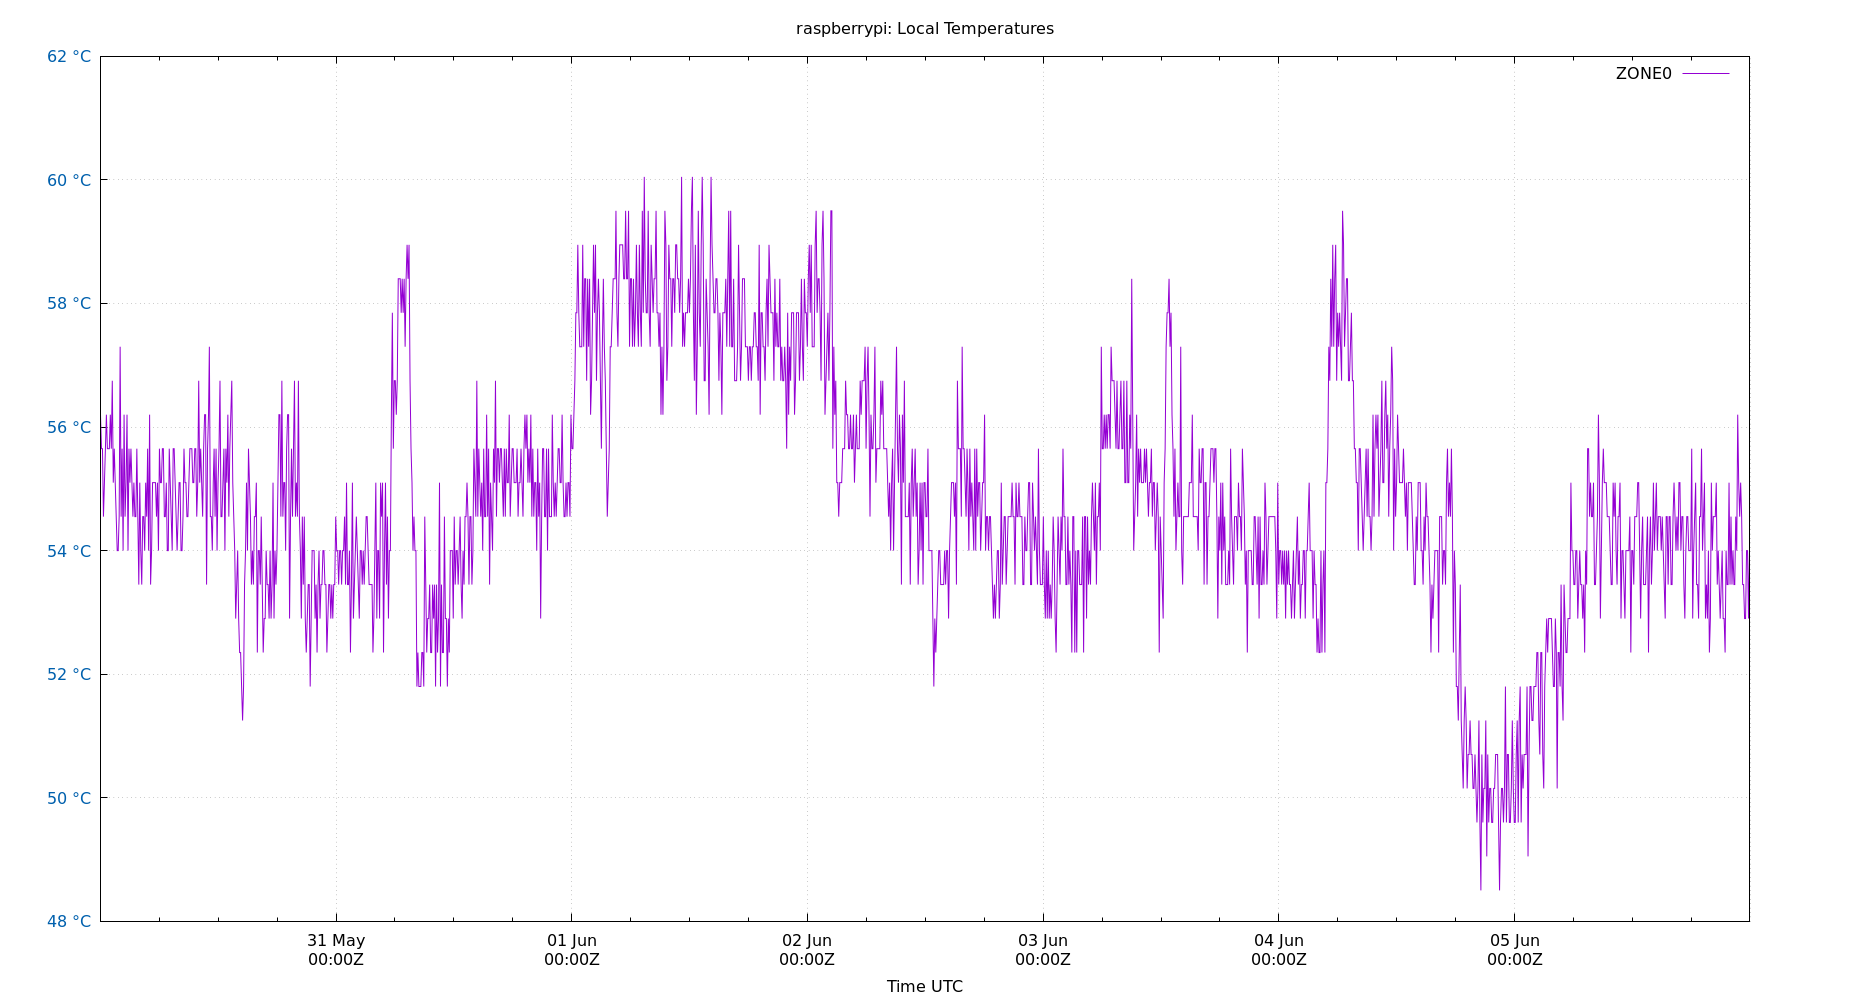 raspberrypi: Local Temperatures
62 °C
ZONE0
60 °C
58 °C
56 °C
54 °C
52 °C
50 °C
48 °C
31 May 01 Jun 02 Jun 03 Jun 04 Jun 05 Jun
00:00Z 00:00Z 00:00Z 00:00Z 00:00Z 00:00Z
Time UTC